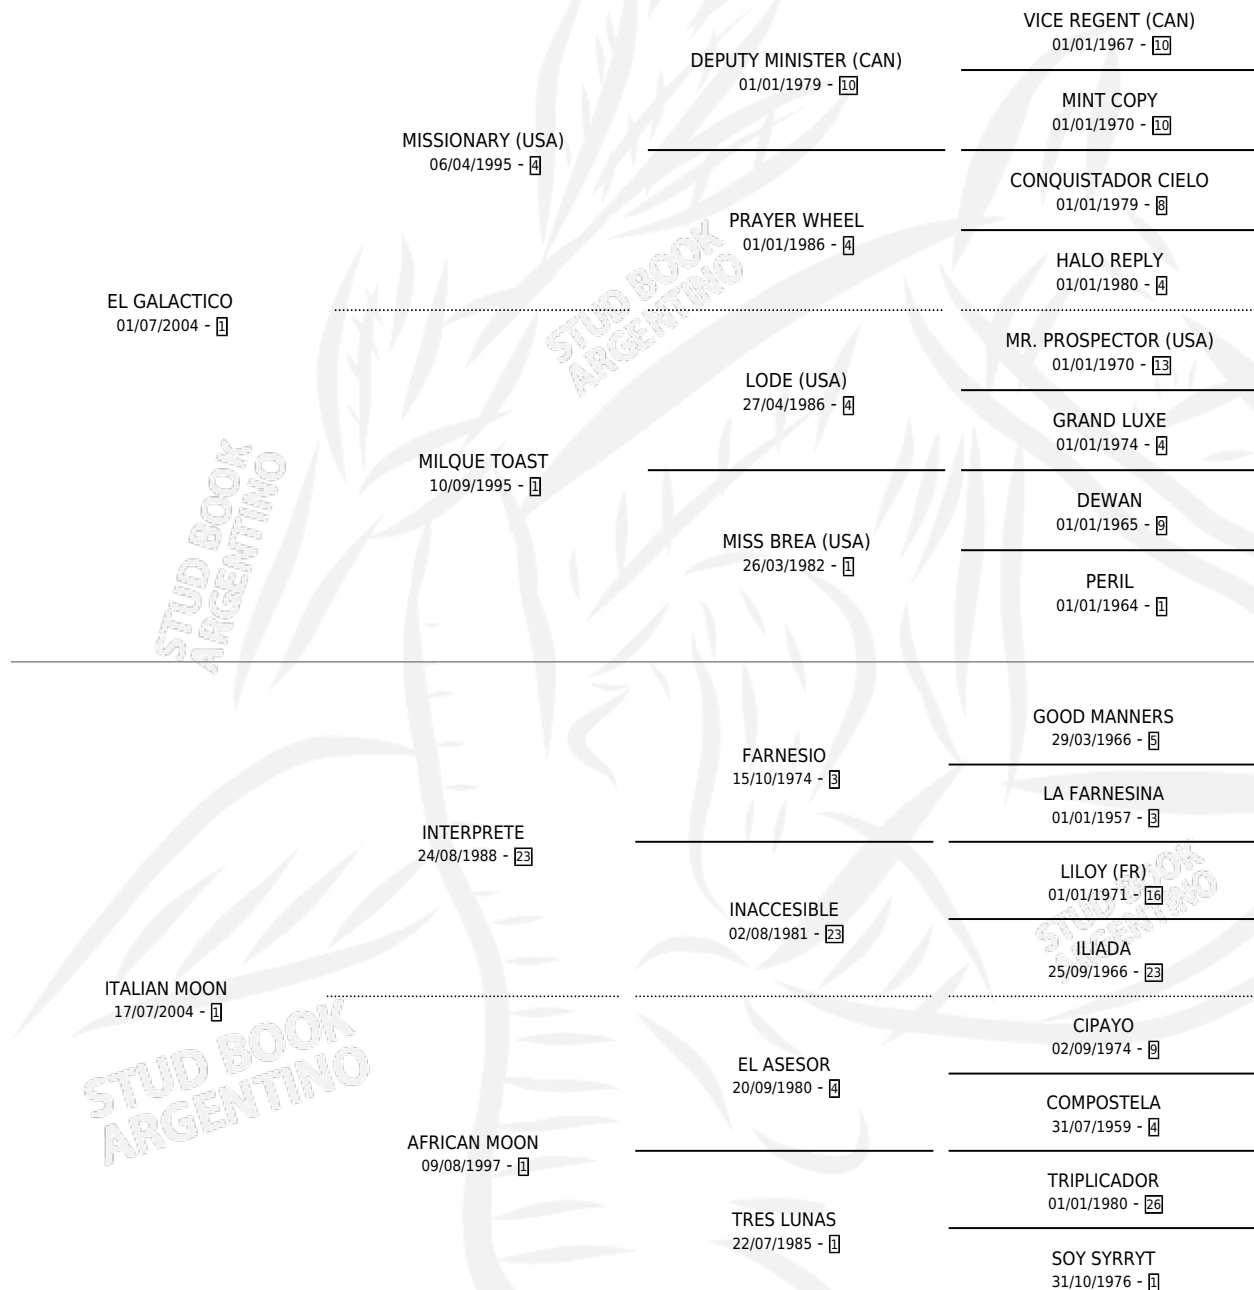 VICE REGENT (CAN)
01/01/1967 - 10
DEPUTY MINISTER (CAN)
01/01/1979 - 10
MINT COPY
01/01/1970 - 10
MISSIONARY (USA)
06/04/1995 - 4
CONQUISTADOR CIELO
01/01/1979 - 8
PRAYER WHEEL
01/01/1986 - 4
HALO REPLY
01/01/1980 - 4
EL GALACTICO
01/07/2004 - 1
STUD BOOK
ARGENTINO
MR. PROSPECTOR (USA)
01/01/1970 - 13
LODE (USA)
27/04/1986 - 4
GRAND LUXE
01/01/1974 - 4
MILQUE TOAST
10/09/1995 - 1
DEWAN
01/01/1965 - 9
MISS BREA (USA)
26/03/1982 - 1
PERIL
01/01/1964 - 1
STUD BOOK
ARGENTINO
GOOD MANNERS
29/03/1966 - 5
FARNESIO
15/10/1974 - 3
LA FARNESINA
01/01/1957 - 3
INTERPRETE
24/08/1988 - 23
LILOY (FR)
01/01/1971 - 16
INACCESIBLE
02/08/1981 - 23
STUD BOOK
ARGENTINO
ILIADA
25/09/1966 - 23
ITALIAN MOON
17/07/2004 - 1
CIPAYO
02/09/1974 - 9
EL ASESOR
20/09/1980 - 4
COMPOSTELA
31/07/1959 - 4
STUD BOOK
ARGENTINO
AFRICAN MOON
09/08/1997 - 1
TRIPLICADOR
01/01/1980 - 26
TRES LUNAS
22/07/1985 - 1
SOY SYRRYT
31/10/1976 - 1